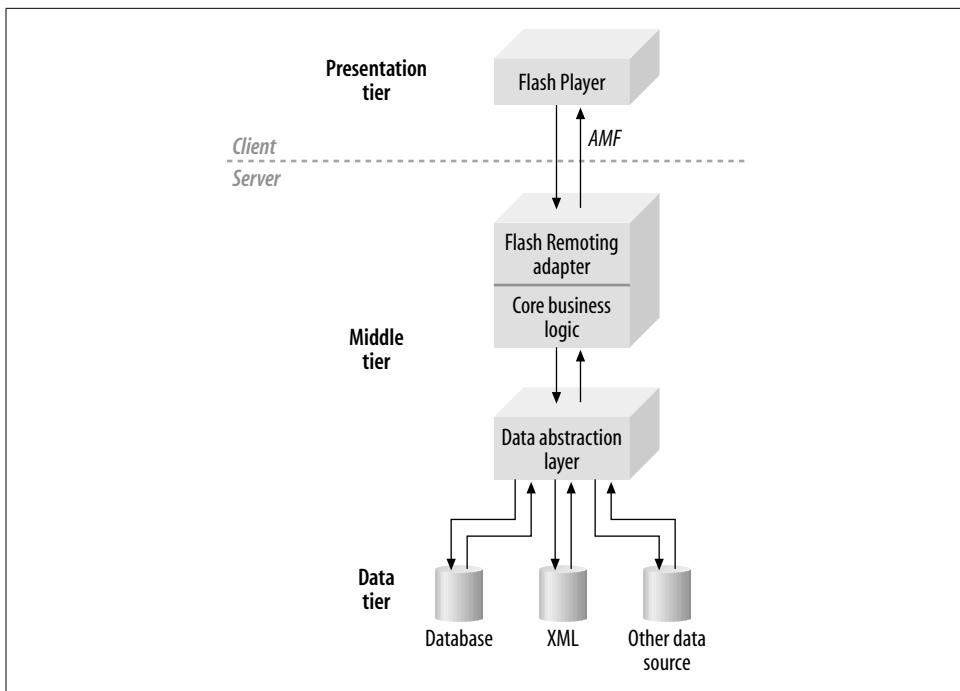 Presentation
tier
Flash Player
AMF
Client
Server
Flash Remoting
adapter
Core business
logic
Middle
tier
Data abstraction
layer
Data
tier
Database
XML
Other data
source